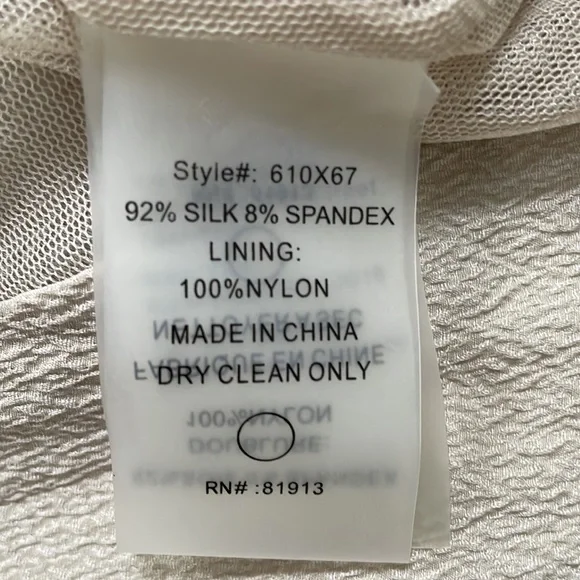 Style#: 610X67
92% SILK 8% SPANDEX
LINING:
100%NYLON
MADE IN CHINA
DRY CLEAN ONLY
RN# :81913